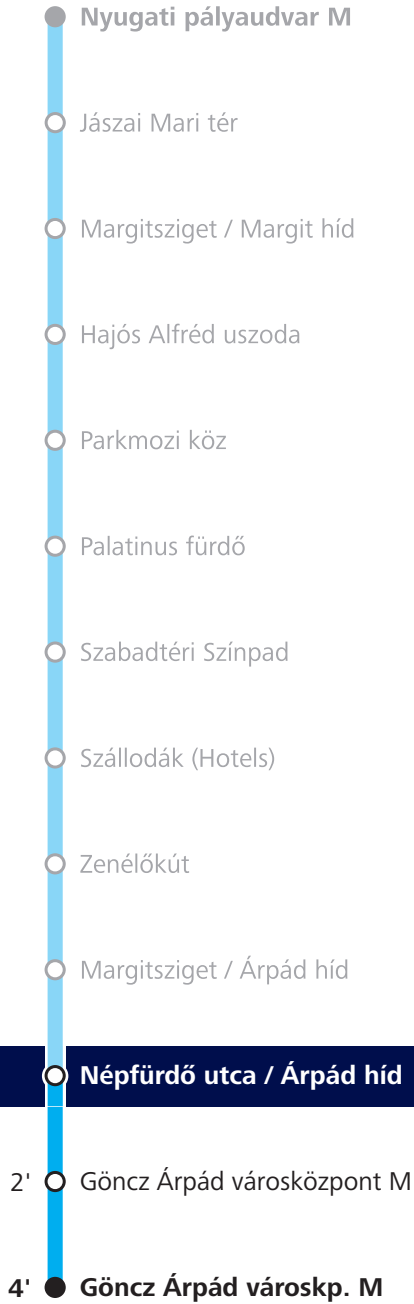 Nyugati pályaudvar M
Jászai Mari tér
Margitsziget / Margit híd
Hajós Alfréd uszoda
Parkmozi köz
Palatinus fürdő
Szabadtéri Színpad
Szállodák (Hotels)
Zenélőkút
Margitsziget / Árpád híd
Népfürdő utca / Árpád híd
2' Göncz Árpád városközpont M
4' Göncz Árpád városkp. M